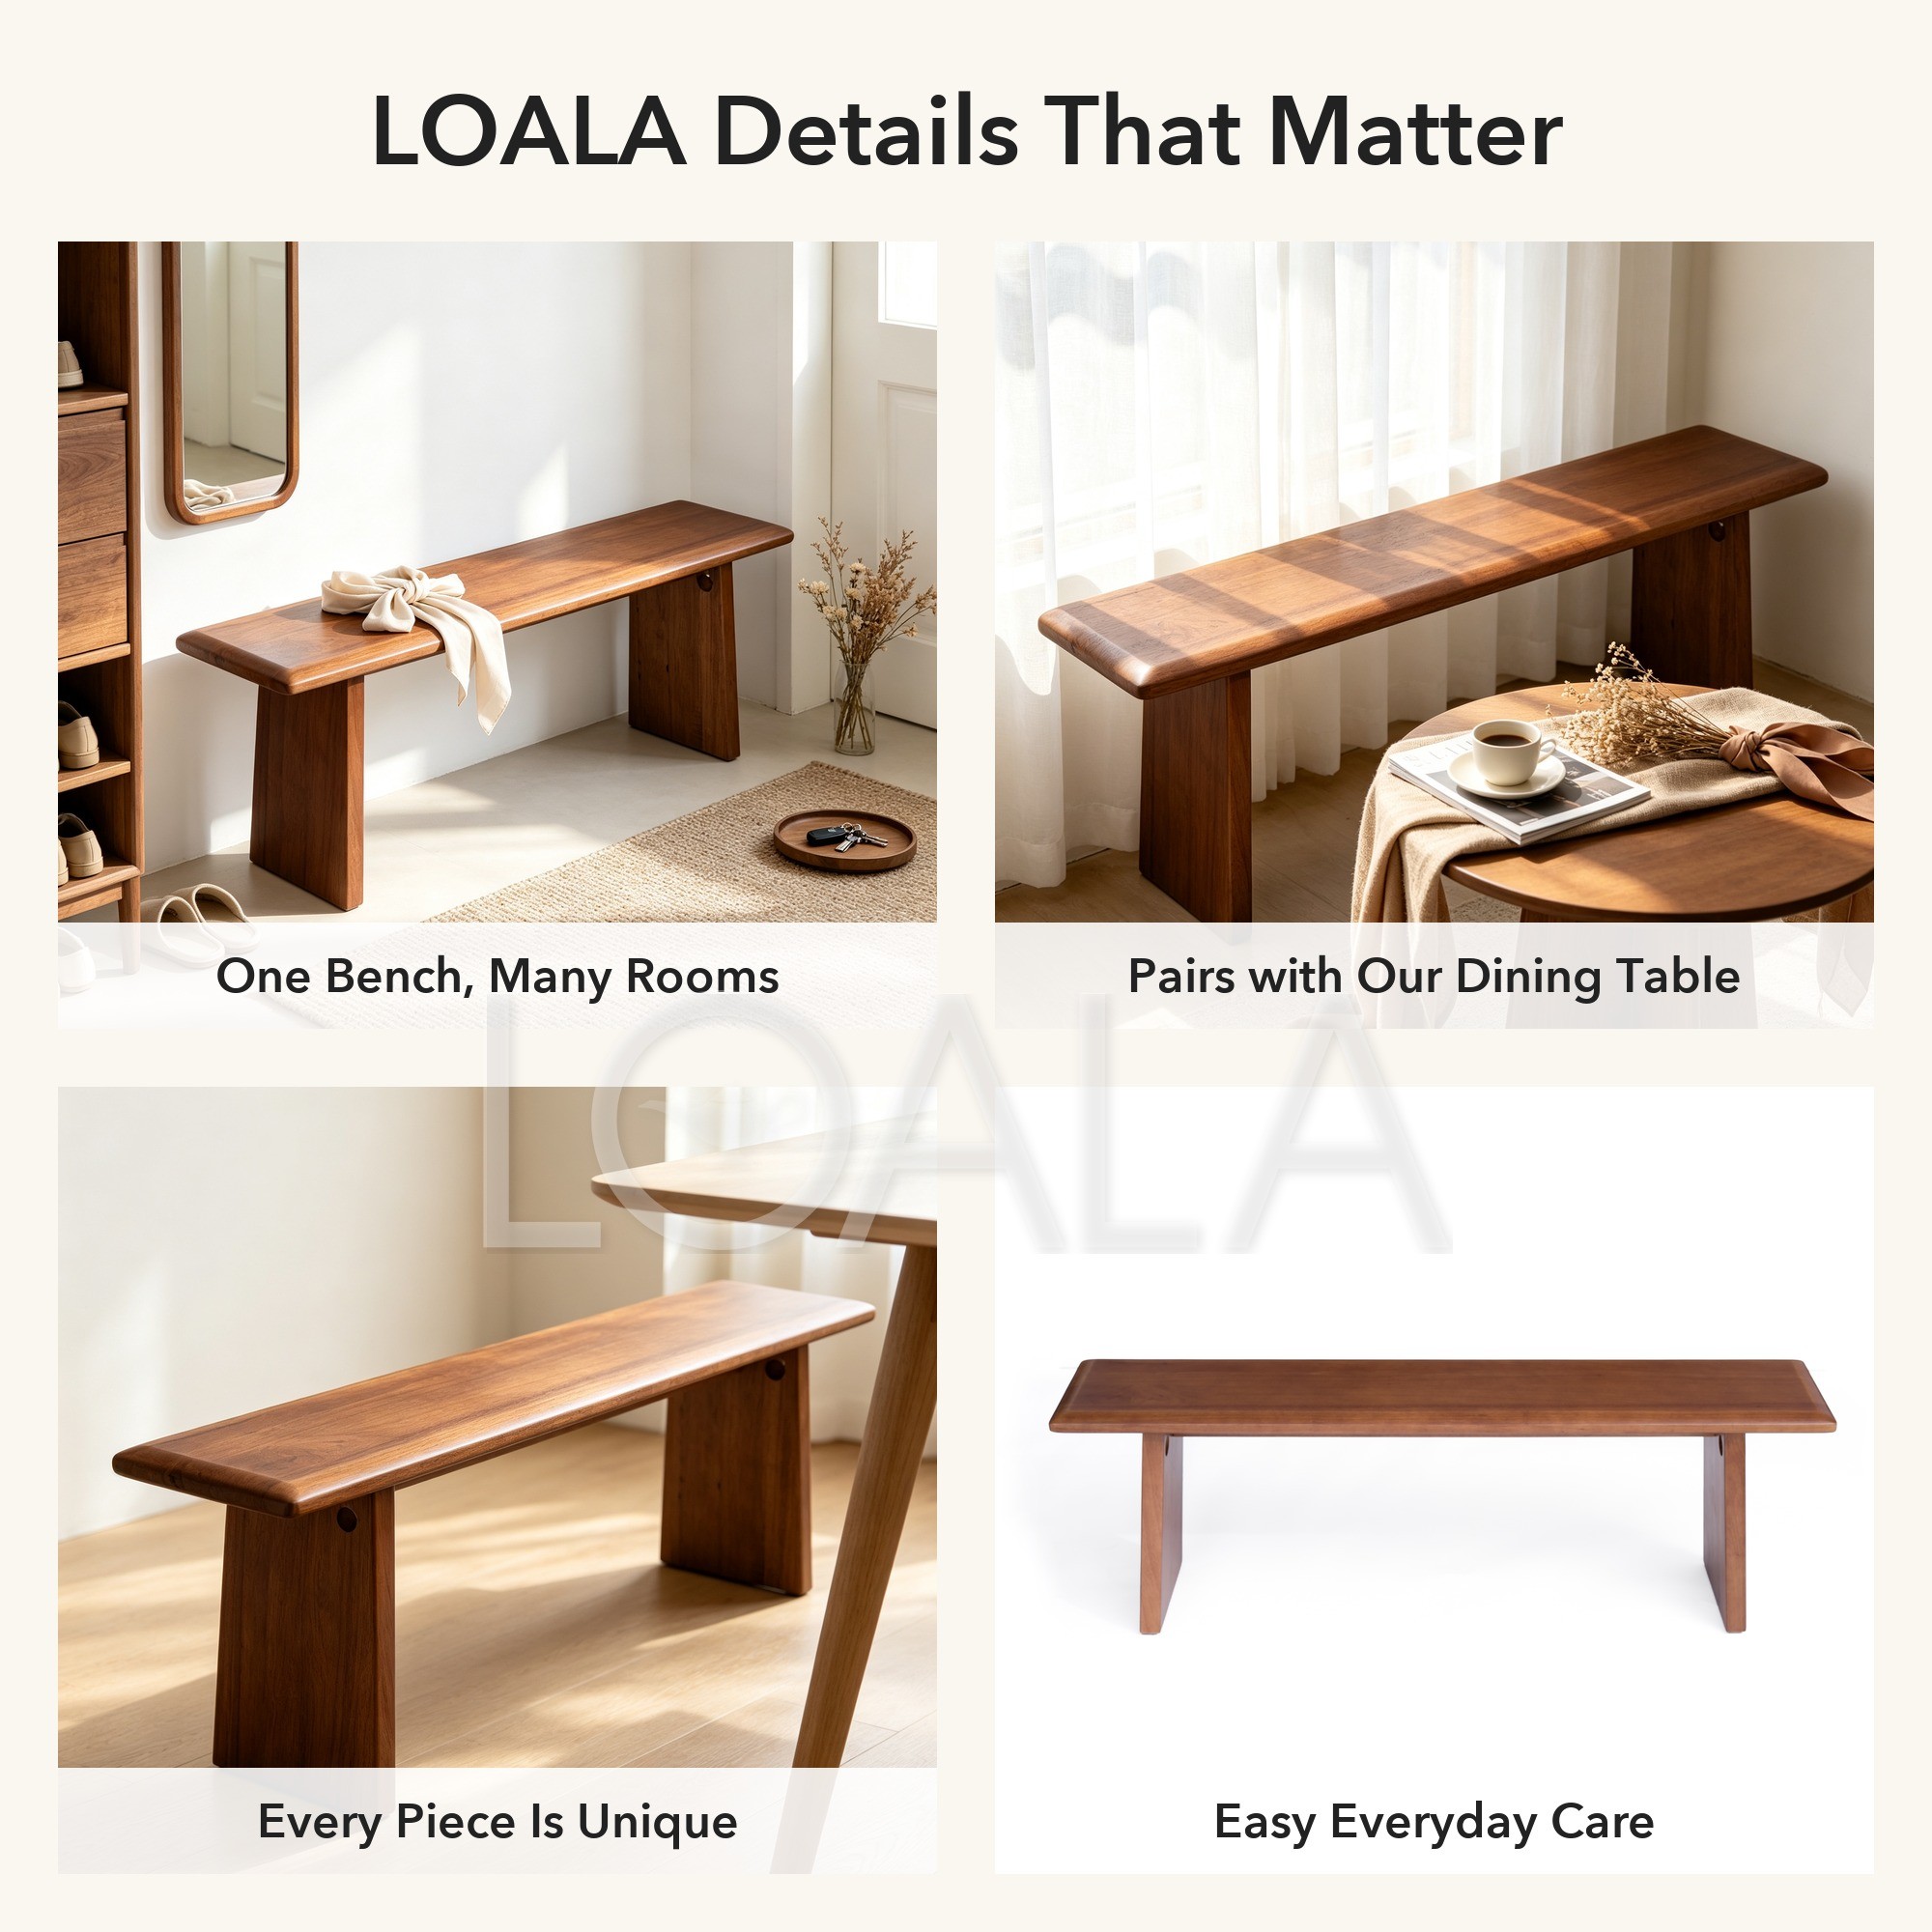 LOALA Details That Matter
One Bench, Many Rooms
Pairs with Our Dining Table
LOALA
Every Piece Is Unique
Easy Everyday Care